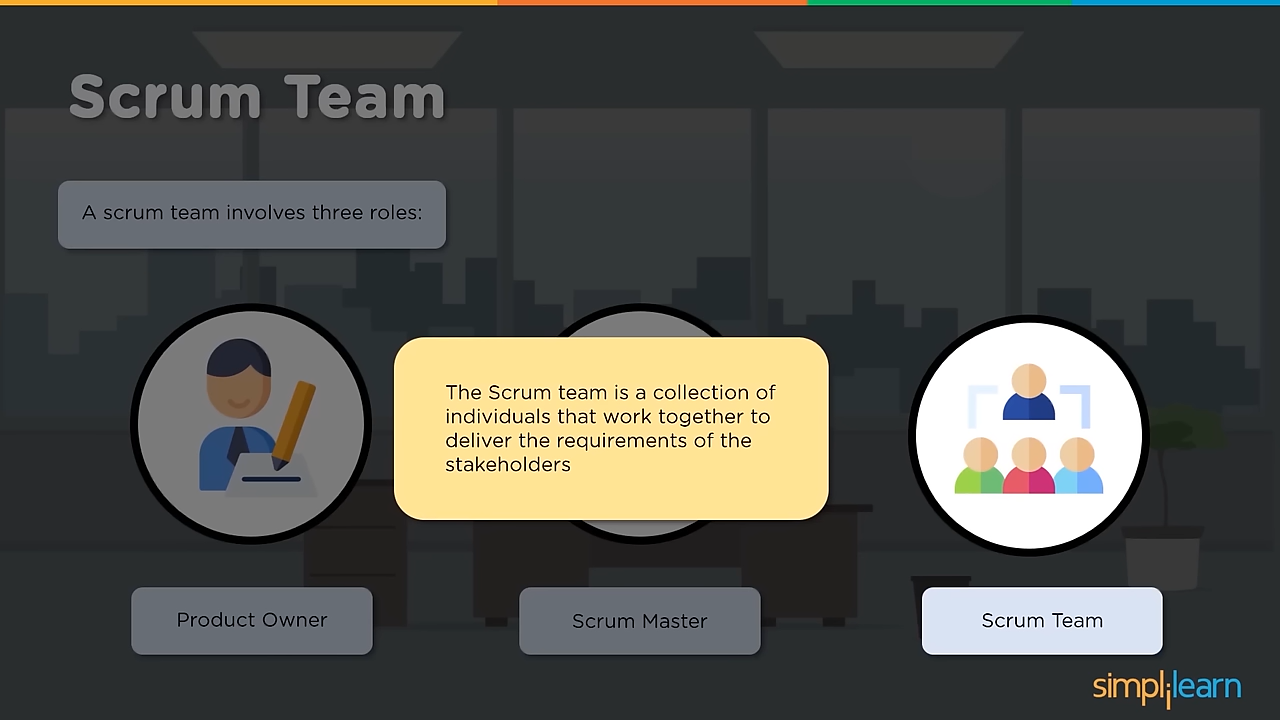 Scrum Team
A scrum team involves three roles:
The Scrum team is a collection of
individuals that work together to
deliver the requirements of the
stakeholders
Product Owner
Scrum Master
Scrum Team
simplilearn